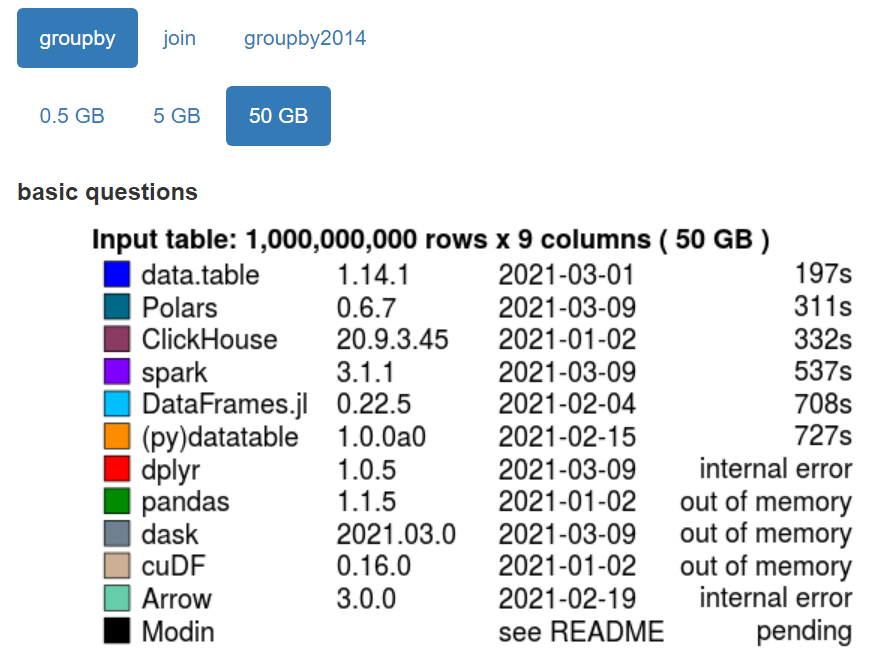 groupby join groupby2014
0.5 GB 5 GB 50 GB
basic questions
Input table: 1,000,000,000 rows x 9 columns ( 50 GB )
data.table 1.14.1 2021-03-01 197s
Polars 0.6.7 2021-03-09 311s
ClickHouse 20.9.3.45 2021-01-02 332s
spark 3.1.1 2021-03-09 537s
DataFrames.jl 0.22.5 2021-02-04 708s
(py)datatable 1.0.0a0 2021-02-15 727s
dplyr 1.0.5 2021-03-09 internal error
pandas 1.1.5 2021-01-02 out of memory
dask 2021.03.0 2021-03-09 out of memory
cuDF 0.16.0 2021-01-02 out of memory
Arrow 3.0.0 2021-02-19 internal error
Modin see README pending